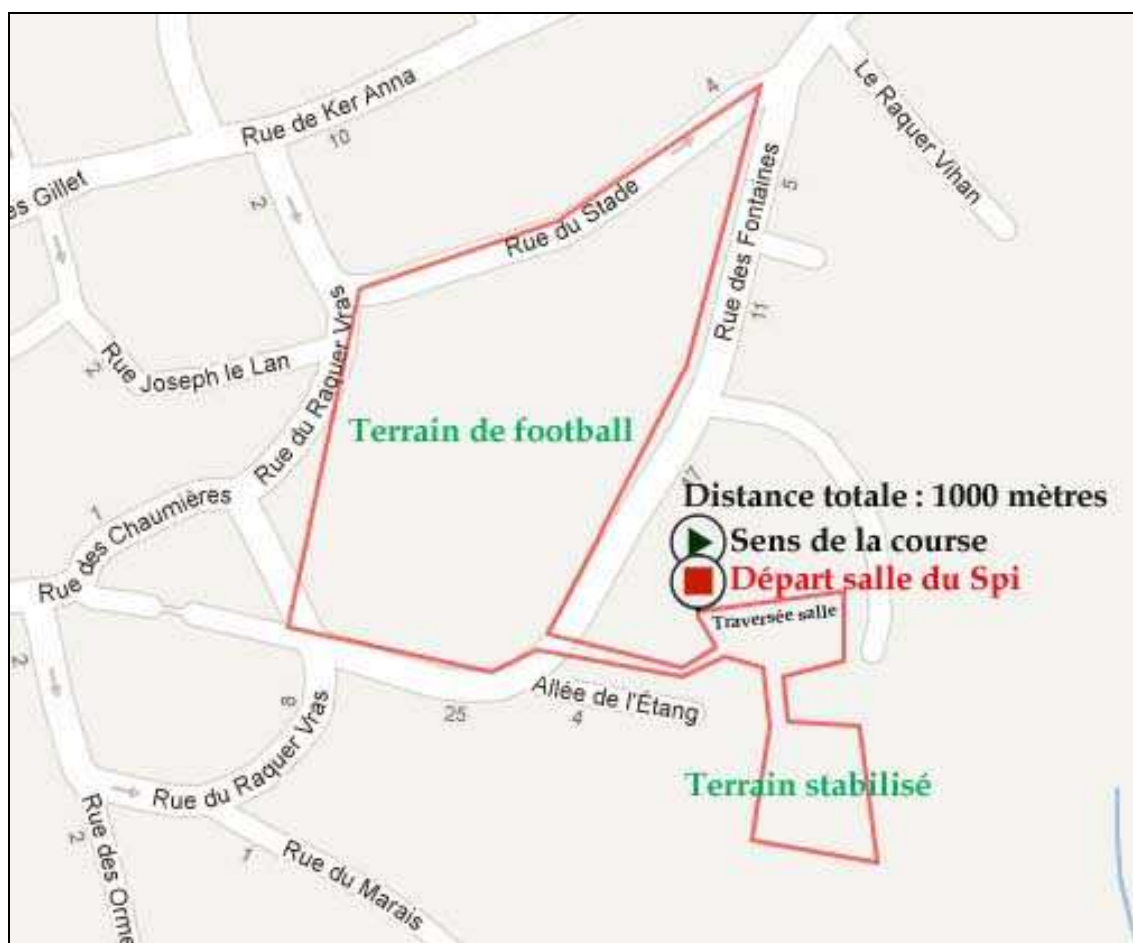 4
Le Raquer Vihan
Rue de Ker Anna
10
es Gillet
2
5
Rue du Stade
Rue des Fontaines
11
Rue du Raquer Vras
Rue
Joseph le Lan
2
Terrain de football
17
Distance totale : 1000 mètres
1
Rue des Chaumières
Sens de la course
Départ salle du Spi
Traversée salle
2
8
Allée de l'Étang
25
4
Rue du Raquer Vras
Terrain stabilisé
Rue des Orme
2
1
Rue du Marais